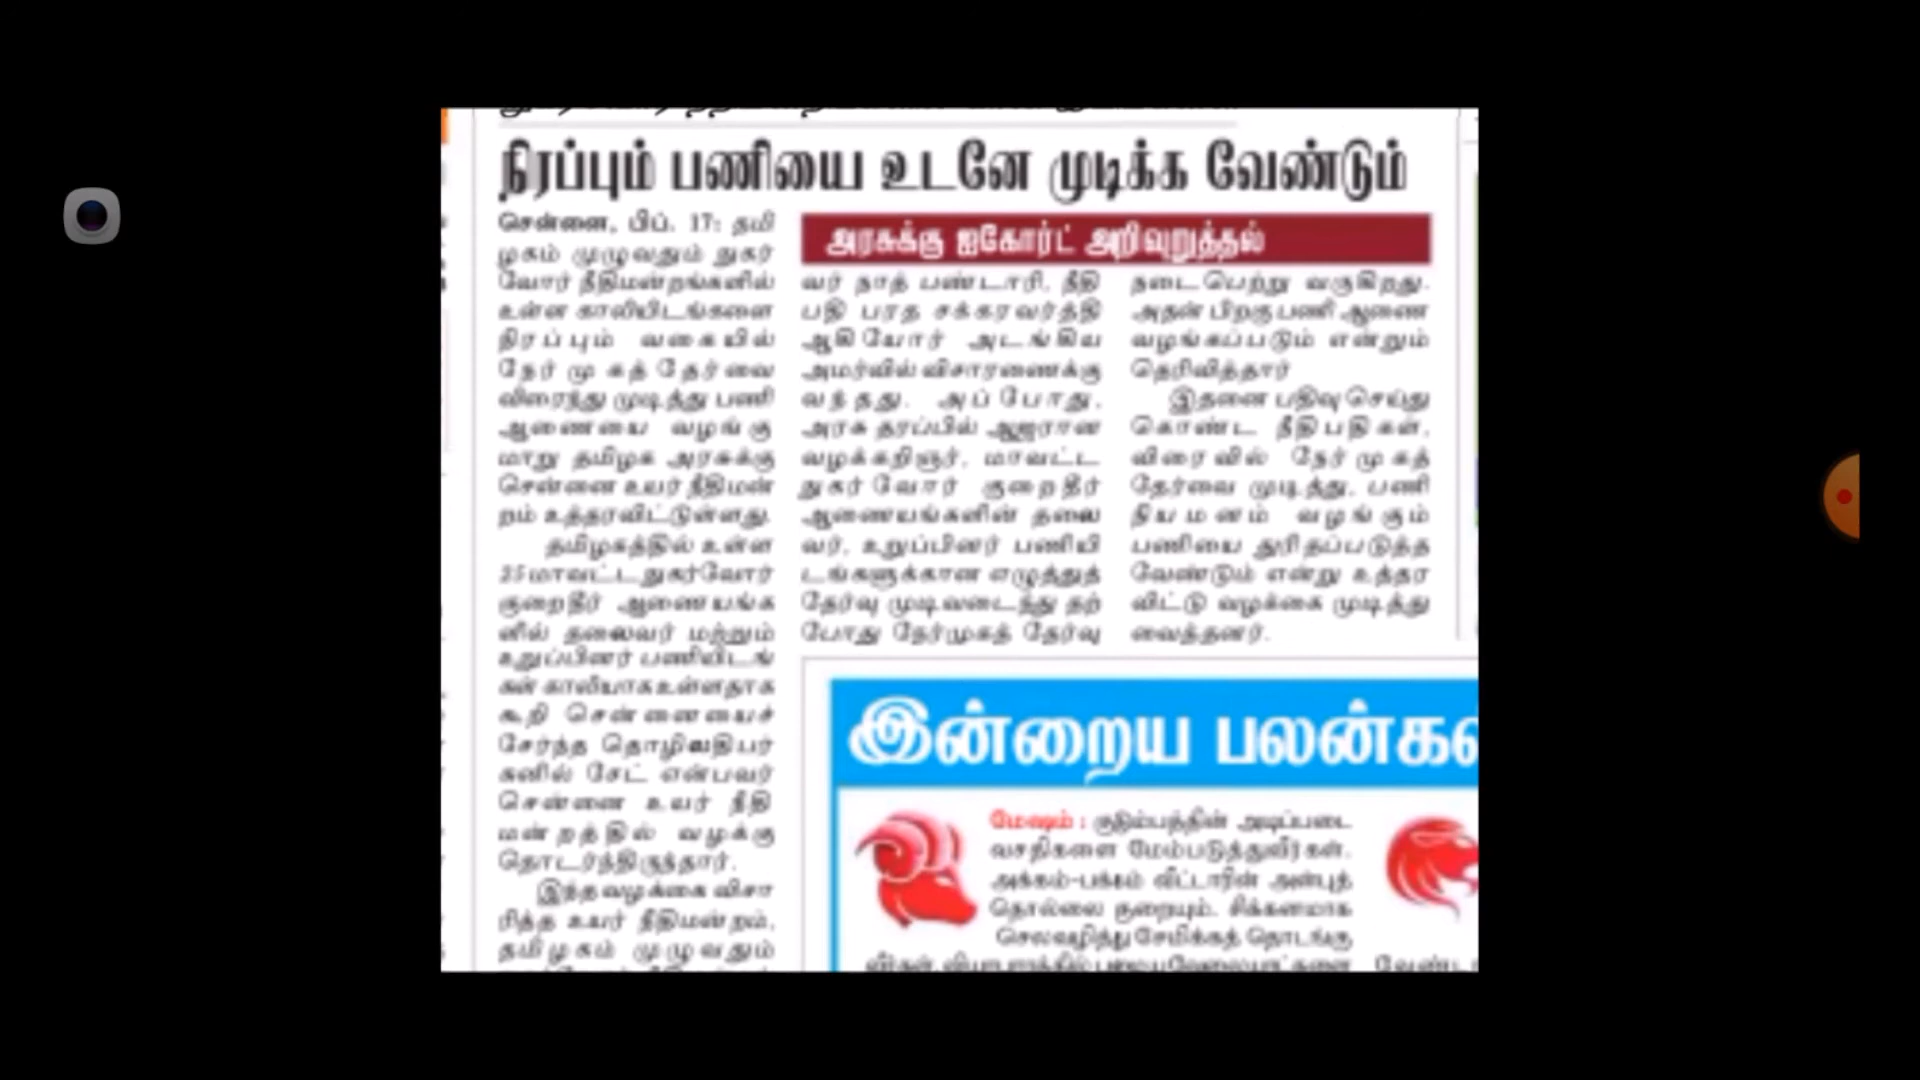 நிரப்பும் பணியை உடனே முடிக்க வேண்டும்
அரசுக்கு ஐகோர்ட் அறிவுறுத்தல்
சென்னை, பிப். 17: தமி
ழகம் முழுவதும் நுகர்
வோர் நீதிமன்றங்களில்
உள்ள காலியிடங்களை
நிரப்பும் வகையில்
நேர்முகத் தேர்வை
விரைந்து முடித்து பணி
ஆணையை வழங்கு
மாறு தமிழக அரசுக்கு
சென்னை உயர் நீதிமன்
றம் உத்தரவிட்டுள்ளது.
தமிழகத்தில் உள்ள
25 மாவட்ட நுகர்வோர்
குறைதீர் ஆணையங்க
ளில் தலைவர் மற்றும்
உறுப்பினர் பணியிடங்
கள் காலியாக உள்ளதாக
கூறி சென்னையைச்
சேர்ந்த தொழிலதிபர்
சுனில் சேட் என்பவர்
சென்னை உயர் நீதி
மன்றத்தில் வழக்கு
தொடர்ந்திருந்தார்.
இந்த வழக்கை விசா
ரித்த உயர் நீதிமன்றம்,
தமிழகம் முழுவதும்
வர் நாத் பண்டாரி, நீதி
பதி பரத சக்கரவர்த்தி
ஆகியோர் அடங்கிய
அமர்வில் விசாரணைக்கு
வந்தது. அப்போது,
அரசு தரப்பில் ஆஜரான
வழக்கறிஞர், மாவட்ட
நுகர்வோர் குறைதீர்
ஆணையங்களின் தலை
வர், உறுப்பினர் பணியி
டங்களுக்கான எழுத்துத்
தேர்வு முடிவடைந்து தற்
போது நேர்முகத் தேர்வு
நடைபெற்று வருகிறது.
அதன் பிறகு பணி ஆணை
வழங்கப்படும் என்றும்
தெரிவித்தார்
இதனை பதிவு செய்து
கொண்ட நீதிபதிகள்,
விரைவில் நேர்முகத்
தேர்வை முடித்து, பணி
நியமனம் வழங்கும்
பணியை துரிதப்படுத்த
வேண்டும் என்று உத்தர
விட்டு வழக்கை முடித்து
வைத்தனர்.
இன்றைய பலன்கள்
மேஷம் : குடும்பத்தின் அடிப்படை
வசதிகளை மேம்படுத்துவீர்கள்.
அக்கம்-பக்கம் வீட்டாரின் அன்புத்
தொல்லை குறையும். சிக்கனமாக
செலவழித்து சேமிக்கத் தொடங்கு